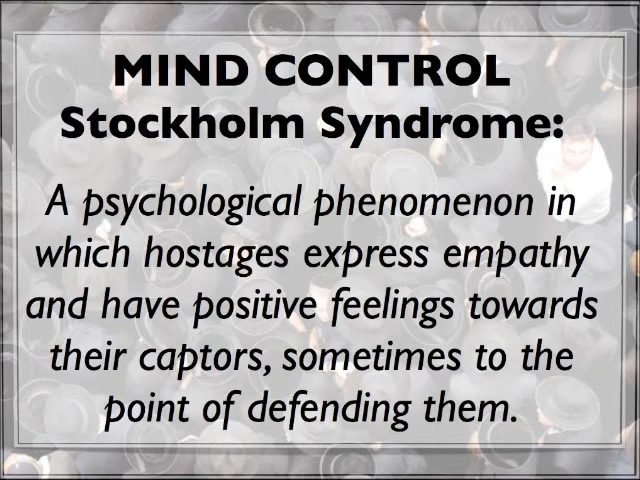 MIND CONTROL
Stockholm Syndrome:
A psychological phenomenon in
which hostages express empathy
and have positive feelings towards
their captors, sometimes to the
point of defending them.